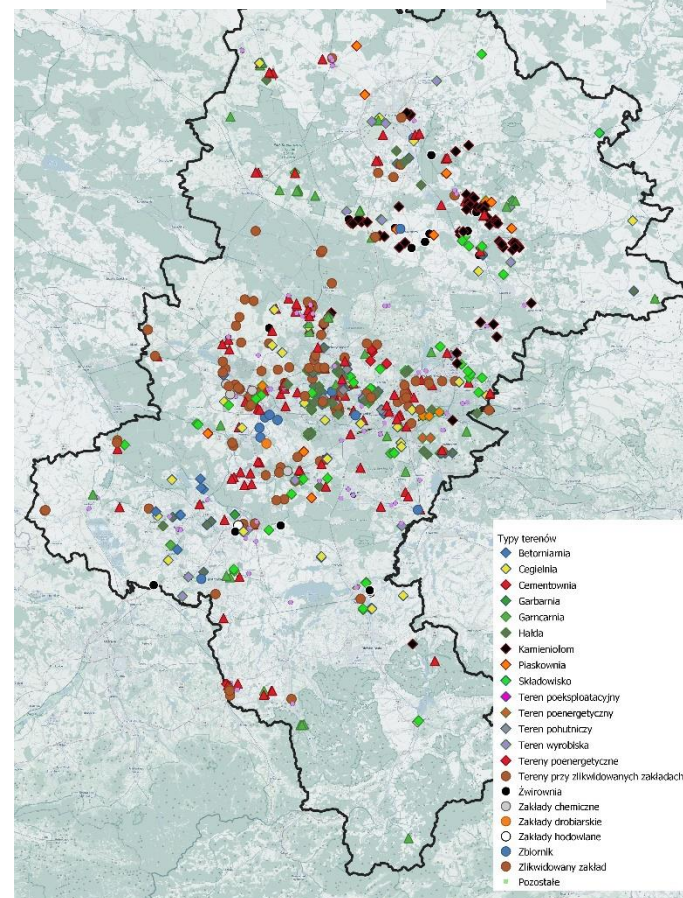 Typy terenów
Betorniarnia
Cegielnia
Cementownia
Garbarnia
Garncarnia
Hałda
Kamieniołom
Piaskownia
Składowisko
Teren poeksploatacyjny
Teren poenergetyczny
Teren pohutniczy
Teren wyrobiska
Tereny poenergetyczne
Tereny przy zlikwidowanych zakładach
Żwirownia
Zakłady chemiczne
Zakłady drobiarskie
Zakłady hodowlane
Zbiornik
Zlikwidowany zakład
Pozostałe